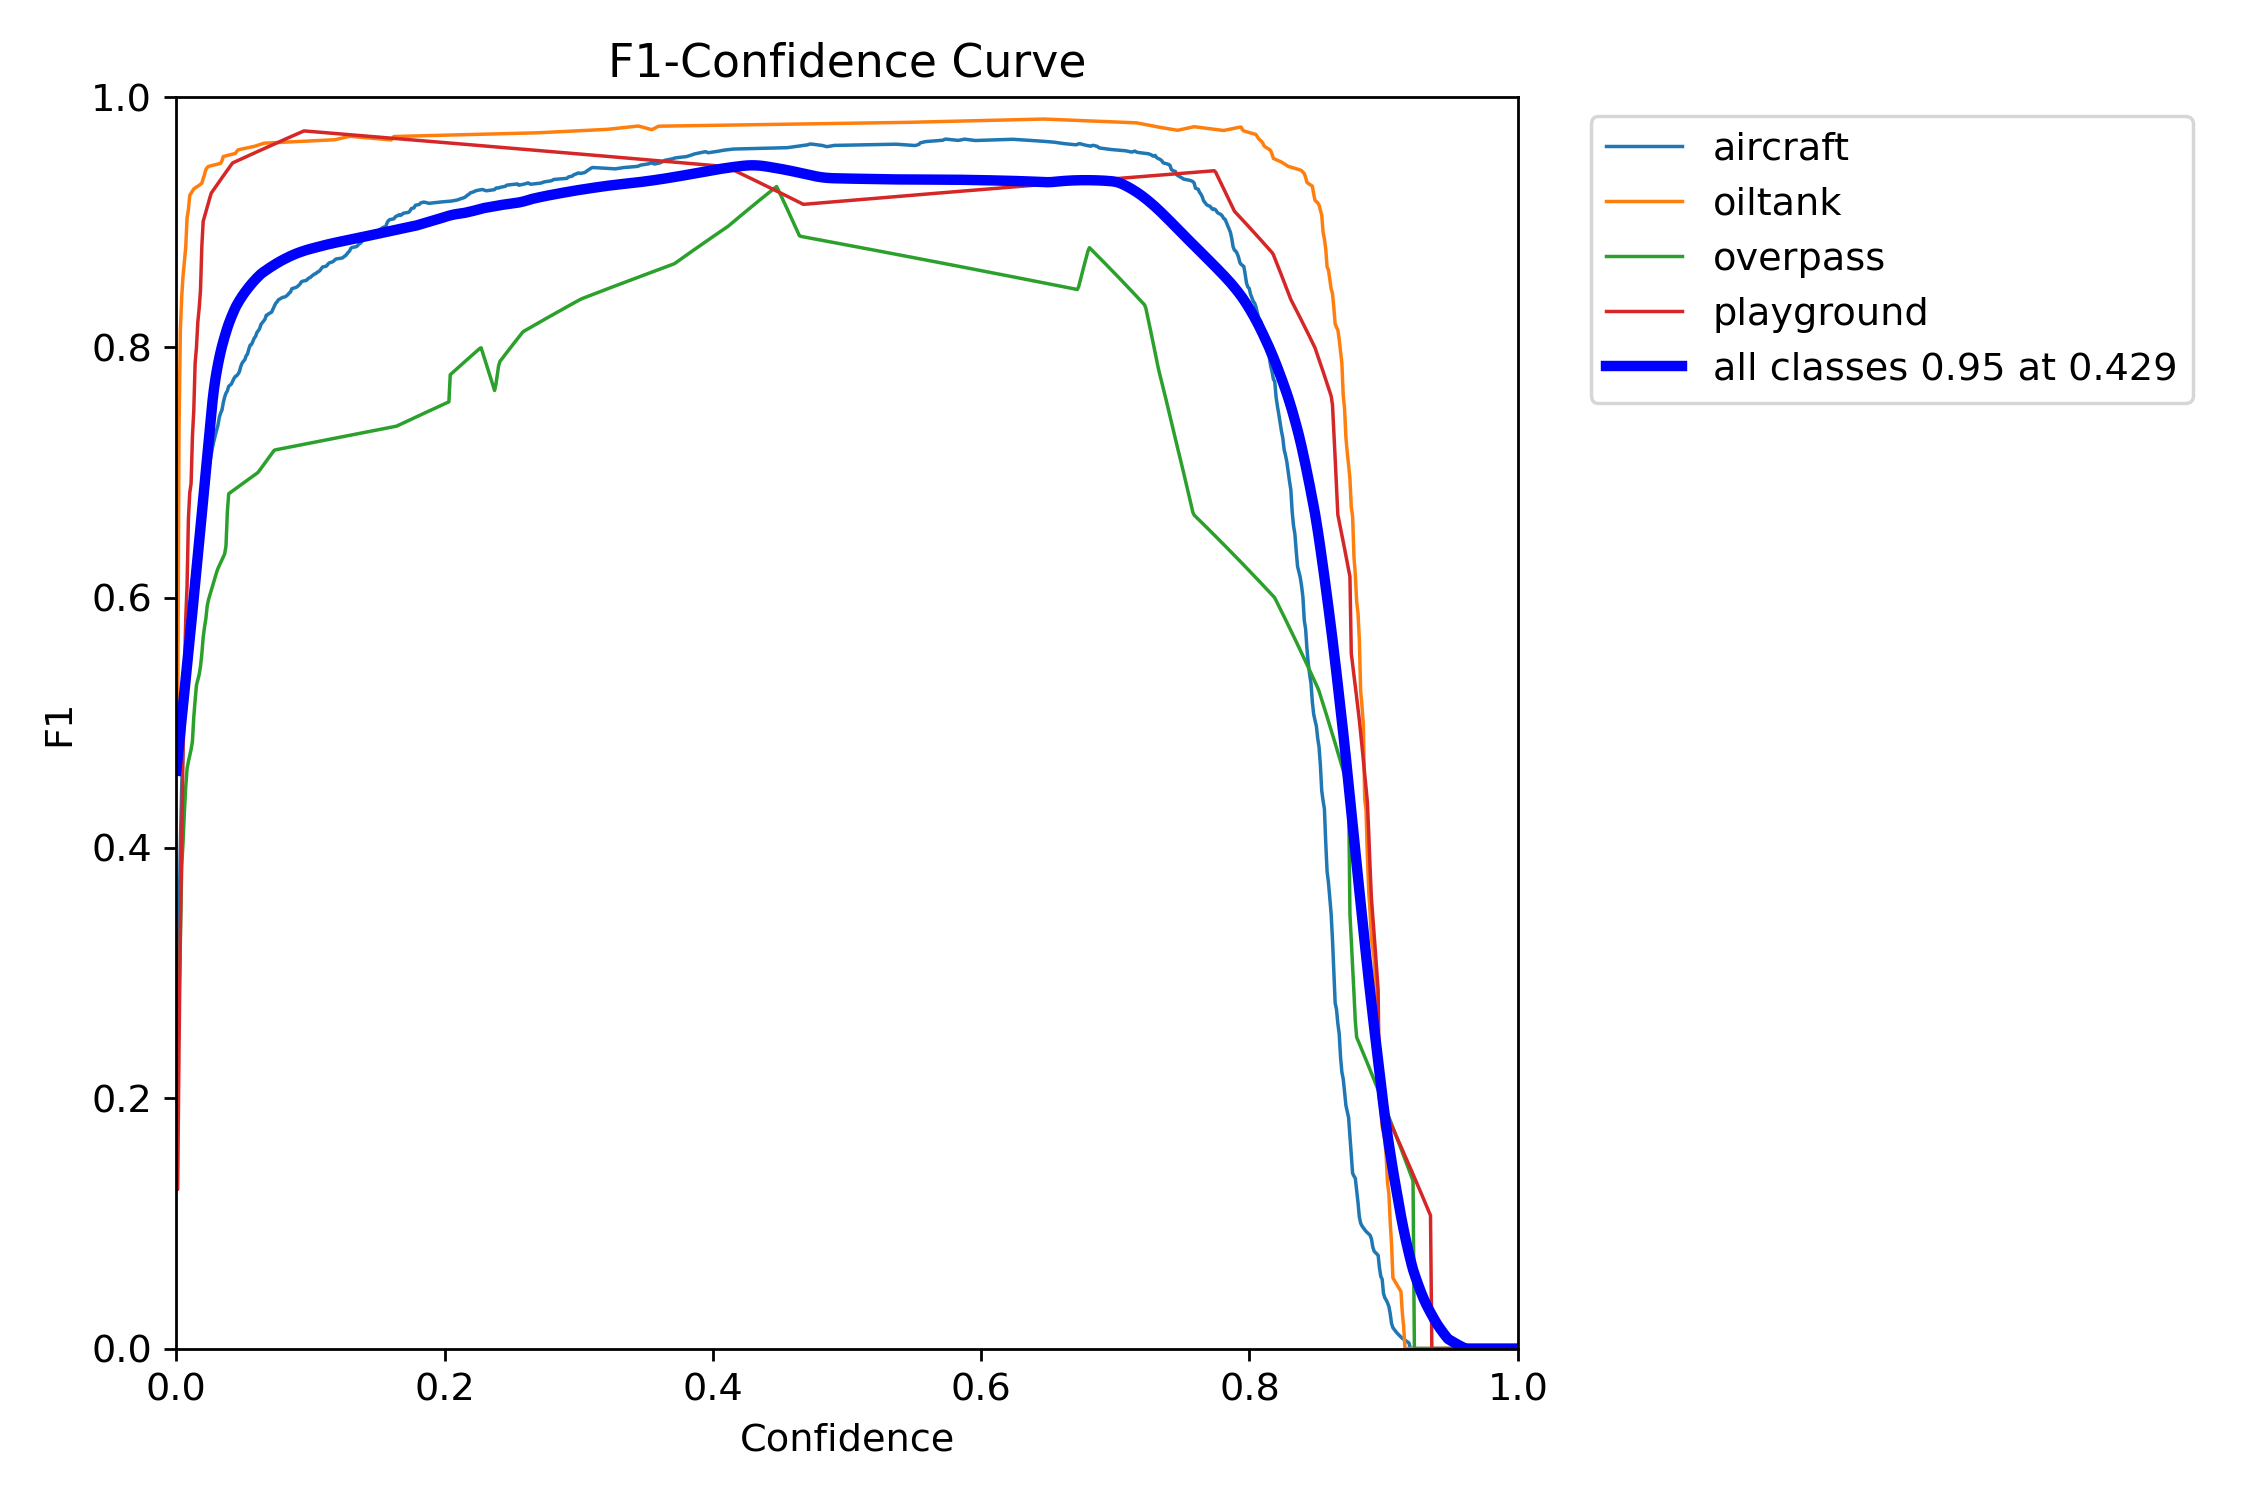 F1-Confidence Curve
1.0
0.8
0.6
0.4
0.2
0.0
F1
0.0 0.2 0.4 0.6 0.8 1.0
Confidence
aircraft
oiltank
overpass
playground
all classes 0.95 at 0.429